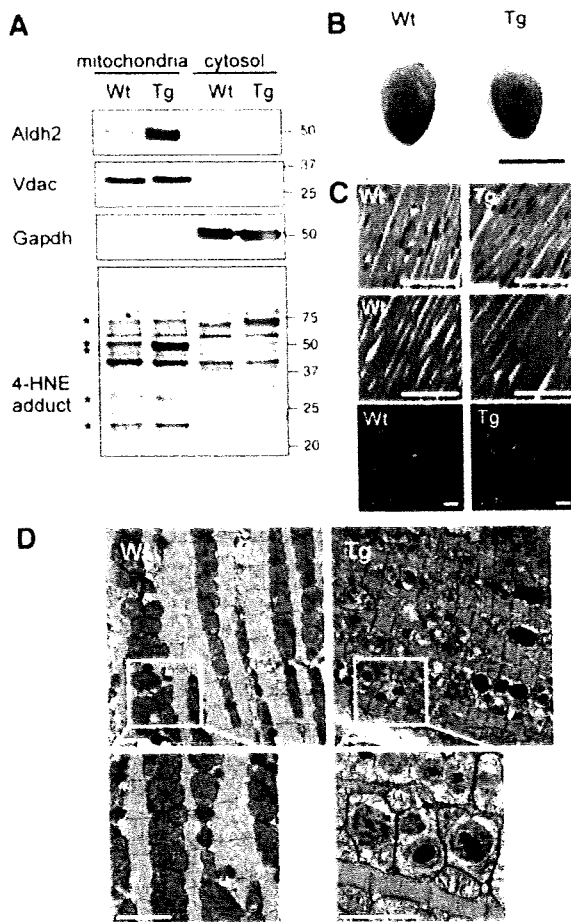 A
mitochondria cytosol
Wt Tg Wt Tg
Aldh2
50
Vdac
37
25
Gapdh
50
4-HNE
adduct
*
*
*
*
*
75
50
37
25
20
B
Wt Tg
C
Wt Tg
Wt Tg
Wt Tg
D
Tg